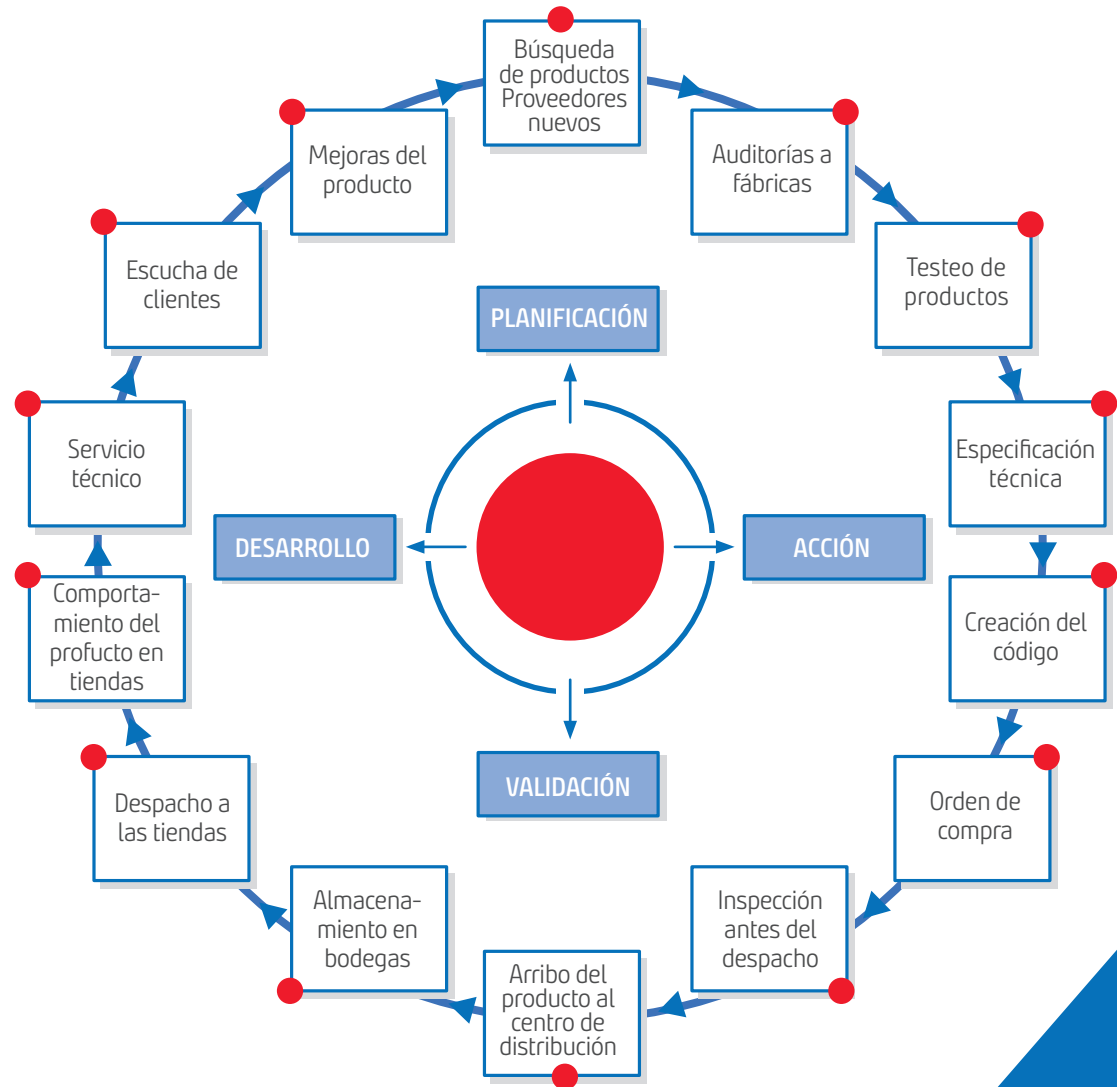 Búsqueda
de productos
Proveedores
nuevos
Auditorías a
fábricas
Testeo de
productos
Especificación
técnica
Creación del
código
Orden de
compra
Inspección
antes del
despacho
Arribo del
producto al
centro de
distribución
Almacena-
miento en
bodegas
Despacho a
las tiendas
Comporta-
miento del
profucto en
tiendas
Servicio
técnico
Escucha de
clientes
Mejoras del
producto
PLANIFICACIÓN
ACCIÓN
VALIDACIÓN
DESARROLLO